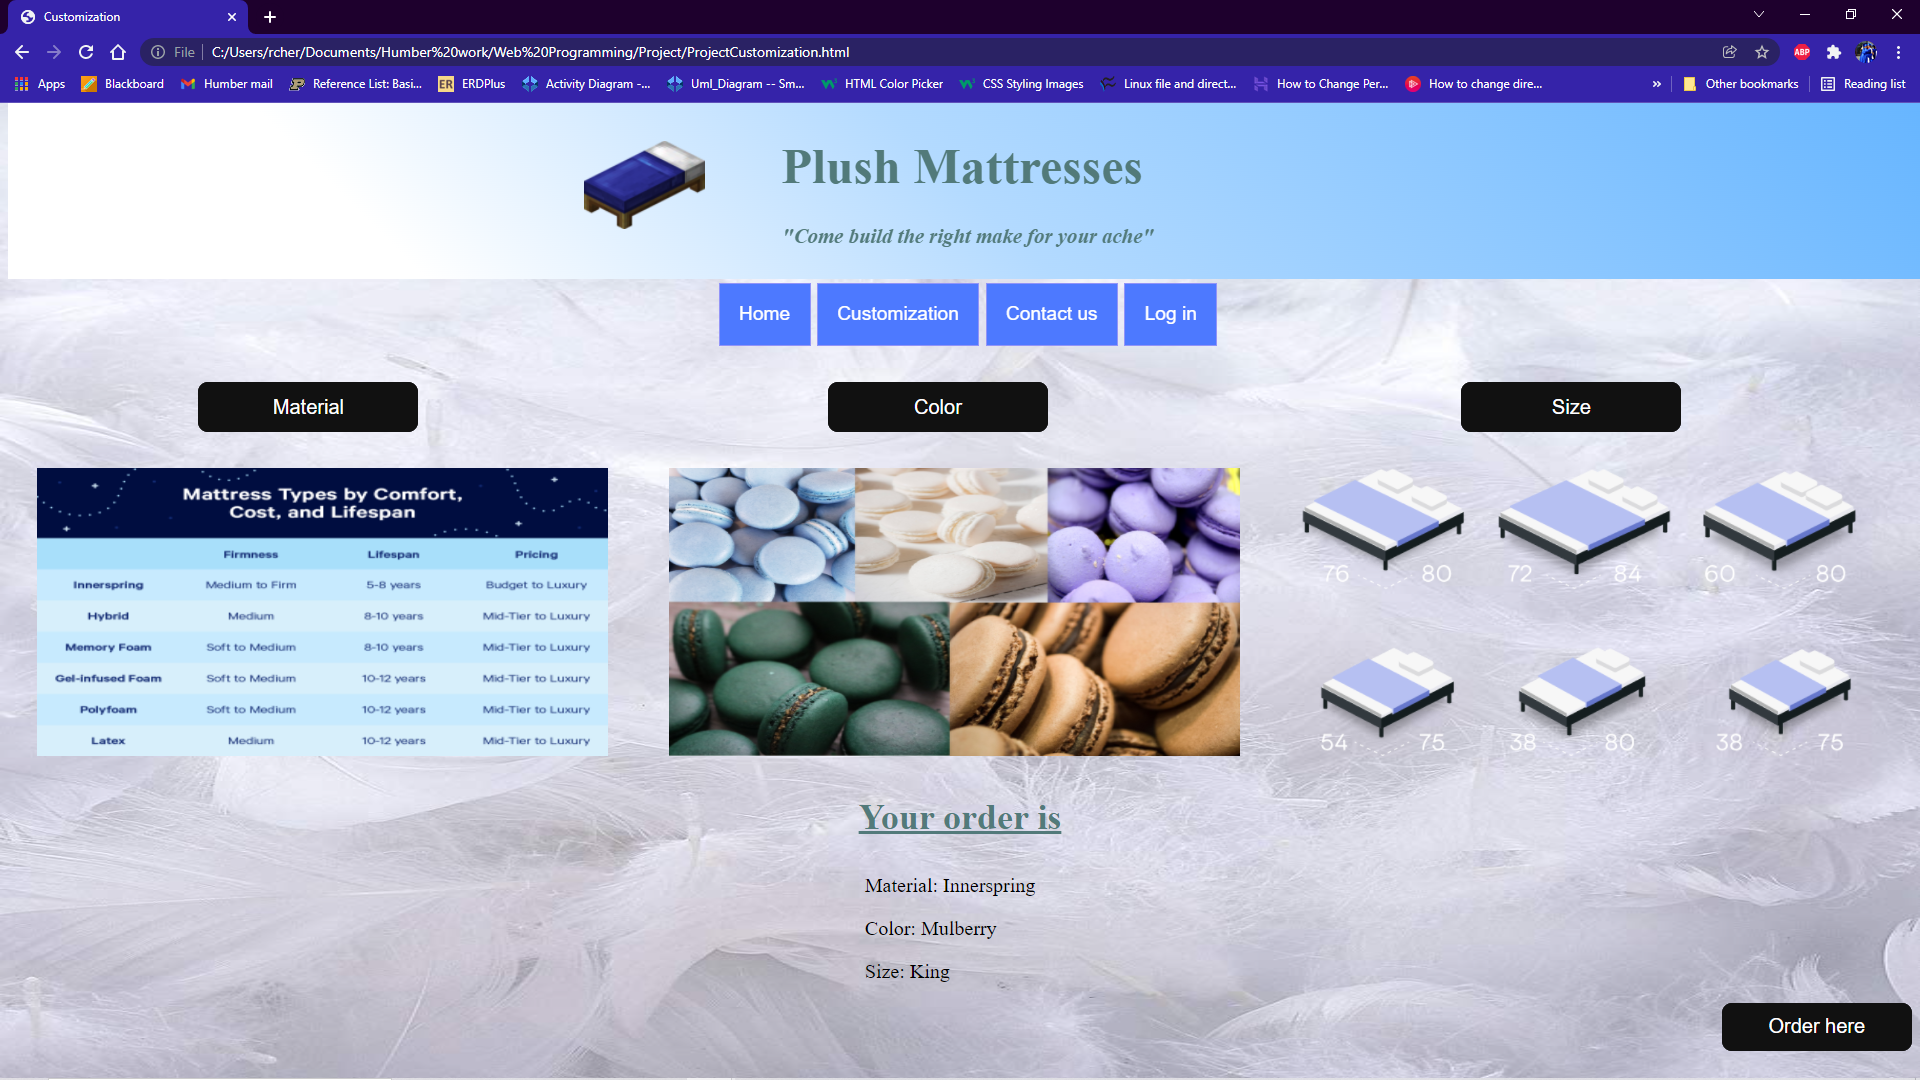 Customization
File
C:/Users/rcher/Documents/Humber%20work/Web%20Programming/Project/ProjectCustomization.html
ABP
Apps
Blackboard
Humber mail
Reference List: Basi...
ER
ERDPlus
Activity Diagram -...
Uml_Diagram -- Sm...
HTML Color Picker
CSS Styling Images
Linux file and direct...
How to Change Per...
How to change dire...
»
Other bookmarks
Reading list
Plush Mattresses
"Come build the right make for your ache"
Home
Customization
Contact us
Log in
Material
Color
Size
Mattress Types by Comfort,
Cost, and Lifespan
Firmness Lifespan Pricing
Innerspring Medium to Firm 5-8 years Budget to Luxury
Hybrid Medium 8-10 years Mid-Tier to Luxury
Memory Foam Soft to Medium 8-10 years Mid-Tier to Luxury
Gel-infused Foam Soft to Medium 10-12 years Mid-Tier to Luxury
Polyfoam Soft to Medium 10-12 years Mid-Tier to Luxury
Latex Medium 10-12 years Mid-Tier to Luxury
76 80 72 84 60 80
54 75 38 80 38 75
Your order is
Material: Innerspring
Color: Mulberry
Size: King
Order here